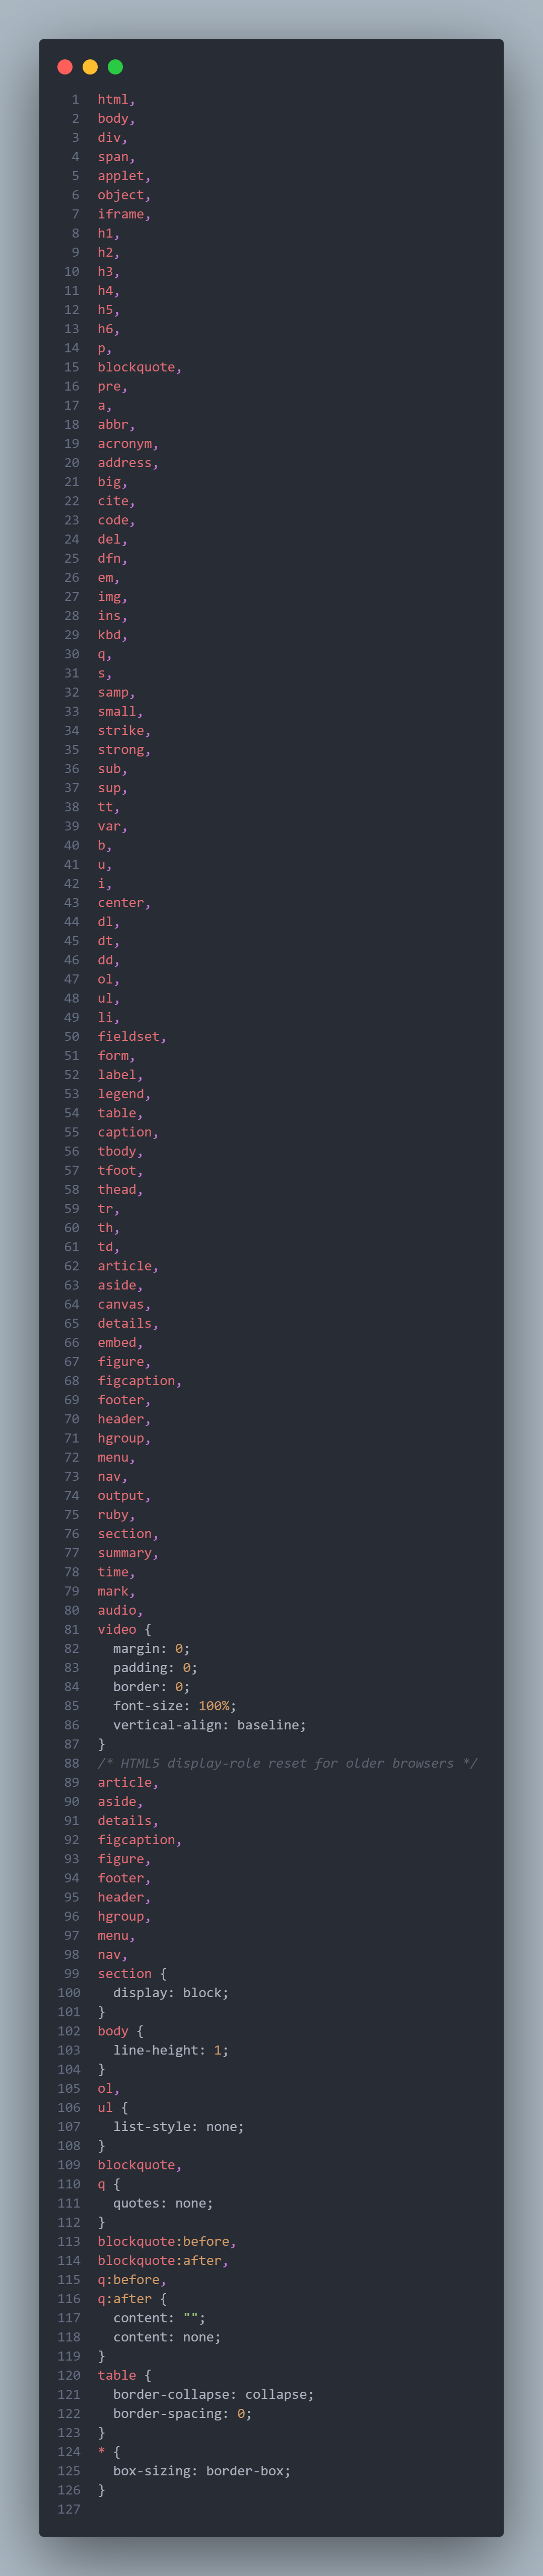 1 html,
2 body,
3 div,
4 span,
5 applet,
6 object,
7 iframe,
8 h1,
9 h2,
10 h3,
11 h4,
12 h5,
13 h6,
14 p,
15 blockquote,
16 pre,
17 a,
18 abbr,
19 acronym,
20 address,
21 big,
22 cite,
23 code,
24 del,
25 dfn,
26 em,
27 img,
28 ins,
29 kbd,
30 q,
31 s,
32 samp,
33 small,
34 strike,
35 strong,
36 sub,
37 sup,
38 tt,
39 var,
40 b,
41 u,
42 i,
43 center,
44 dl,
45 dt,
46 dd,
47 ol,
48 ul,
49 li,
50 fieldset,
51 form,
52 label,
53 legend,
54 table,
55 caption,
56 tbody,
57 tfoot,
58 thead,
59 tr,
60 th,
61 td,
62 article,
63 aside,
64 canvas,
65 details,
66 embed,
67 figure,
68 figcaption,
69 footer,
70 header,
71 hgroup,
72 menu,
73 nav,
74 output,
75 ruby,
76 section,
77 summary,
78 time,
79 mark,
80 audio,
81 video {
82   margin: 0;
83   padding: 0;
84   border: 0;
85   font-size: 100%;
86   vertical-align: baseline;
87 }
88 /* HTML5 display-role reset for older browsers */
89 article,
90 aside,
91 details,
92 figcaption,
93 figure,
94 footer,
95 header,
96 hgroup,
97 menu,
98 nav,
99 section {
100   display: block;
101 }
102 body {
103   line-height: 1;
104 }
105 ol,
106 ul {
107   list-style: none;
108 }
109 blockquote,
110 q {
111   quotes: none;
112 }
113 blockquote:before,
114 blockquote:after,
115 q:before,
116 q:after {
117   content: "";
118   content: none;
119 }
120 table {
121   border-collapse: collapse;
122   border-spacing: 0;
123 }
124 * {
125   box-sizing: border-box;
126 }
127